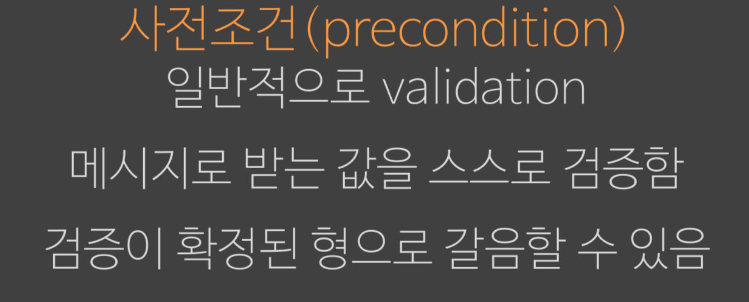 사전조건(precondition)
일반적으로 validation
메시지로 받는 값을 스스로 검증함
검증이 확정된 형으로 갈음할 수 있음